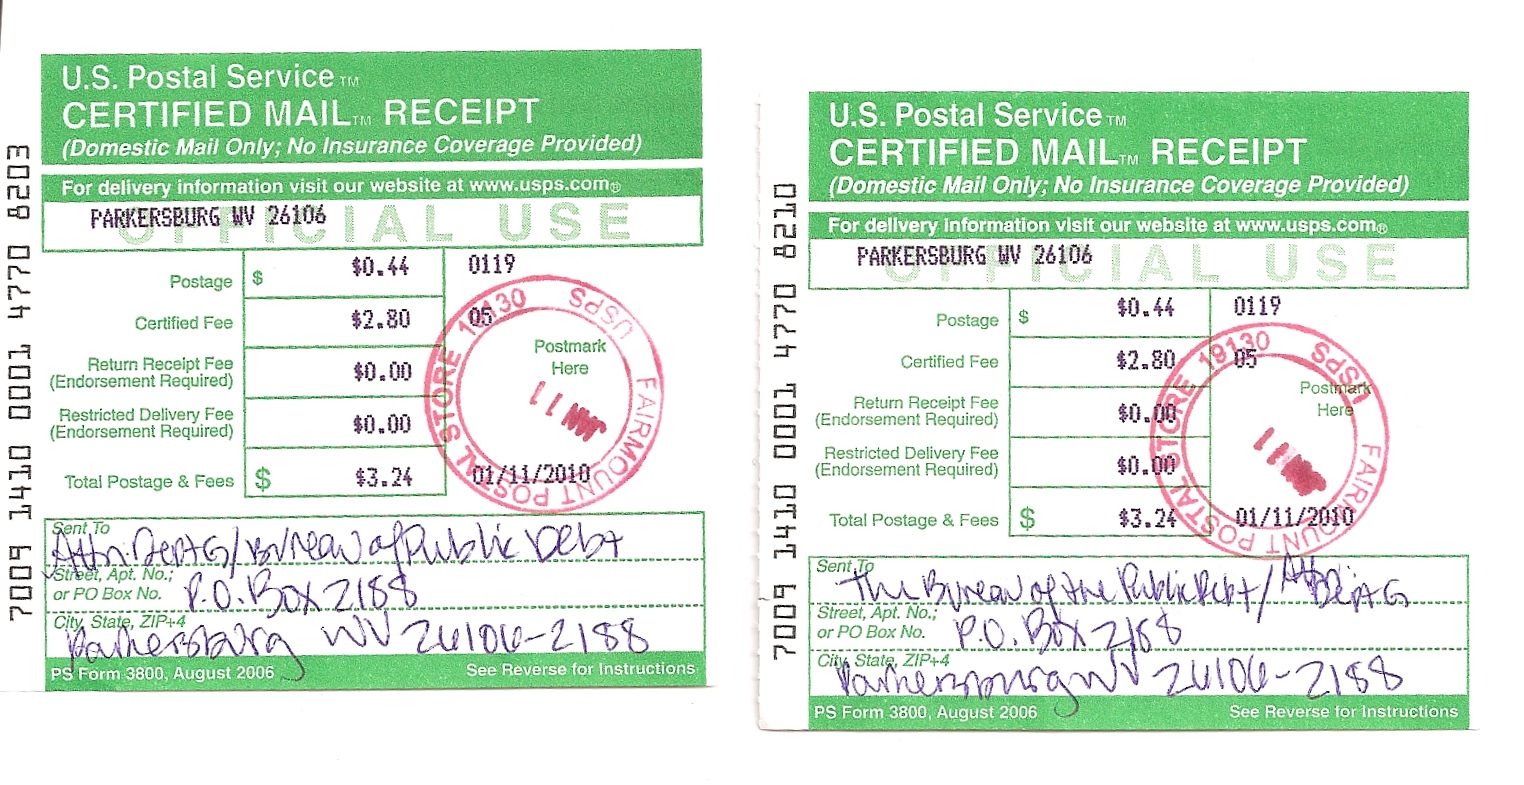 U.S. Postal Service™
CERTIFIED MAIL™ RECEIPT
(Domestic Mail Only; No Insurance Coverage Provided)
For delivery information visit our website at www.usps.com®
OFFICIAL USE
PARKERSBURG WV 26106
Postage $ $0.44 0119
Certified Fee $2.80 05
Return Receipt Fee
(Endorsement Required) $0.00
Restricted Delivery Fee
(Endorsement Required) $0.00
Total Postage & Fees $ $3.24 01/11/2010
Postmark
Here
FAIRMOUNT POSTAL STORE 19130 USPS
JAN 11
Sent To
Attn: Dept G/Bureau of Public Debt
Street, Apt. No.;
or PO Box No. P.O. Box 2188
City, State, ZIP+4
Parkersburg WV 26106-2188
PS Form 3800, August 2006 See Reverse for Instructions
7009 1410 0001 4770 8203
U.S. Postal Service™
CERTIFIED MAIL™ RECEIPT
(Domestic Mail Only; No Insurance Coverage Provided)
For delivery information visit our website at www.usps.com®
OFFICIAL USE
PARKERSBURG WV 26106
Postage $ $0.44 0119
Certified Fee $2.80 05
Return Receipt Fee
(Endorsement Required) $0.00
Restricted Delivery Fee
(Endorsement Required) $0.00
Total Postage & Fees $ $3.24 01/11/2010
Postmark
Here
FAIRMOUNT POSTAL STORE 19130 USPS
11
Sent To
The Bureau of the Public Debt/Attn Dept G
Street, Apt. No.;
or PO Box No. P.O. Box 2188
City, State, ZIP+4
Parkersburg WV 26106-2188
PS Form 3800, August 2006 See Reverse for Instructions
7009 1410 0001 4770 8210